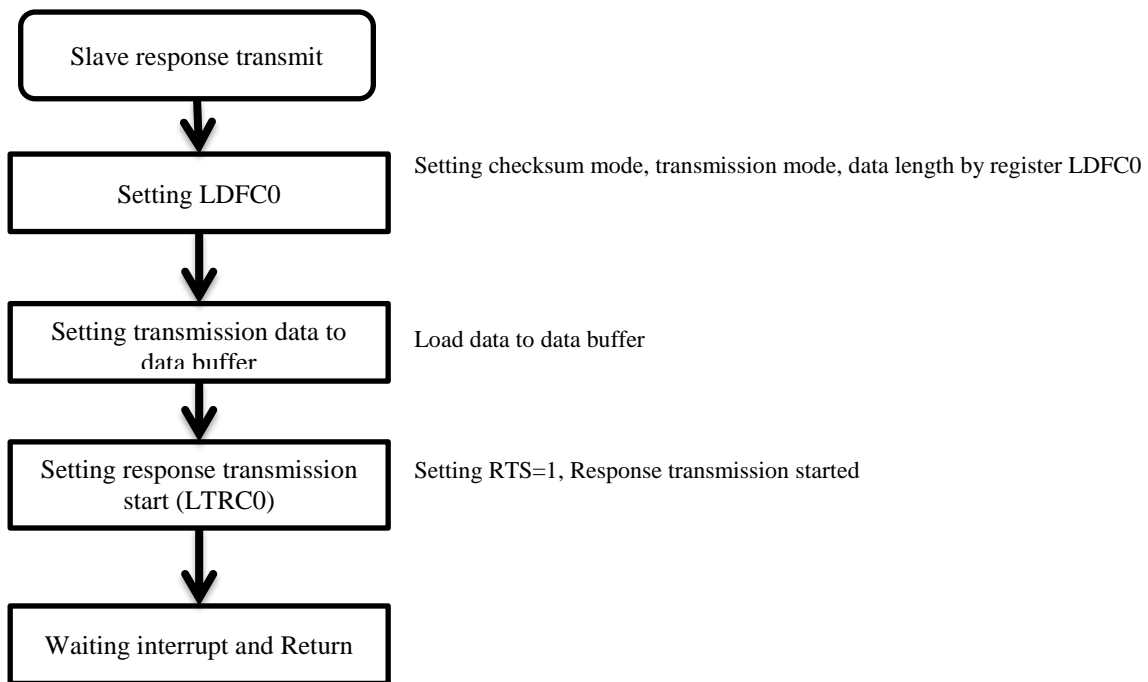 Slave response transmit
Setting LDFC0
Setting checksum mode, transmission mode, data length by register LDFC0
Setting transmission data to
data buffer
Load data to data buffer
Setting response transmission
start (LTRC0)
Setting RTS=1, Response transmission started
Waiting interrupt and Return